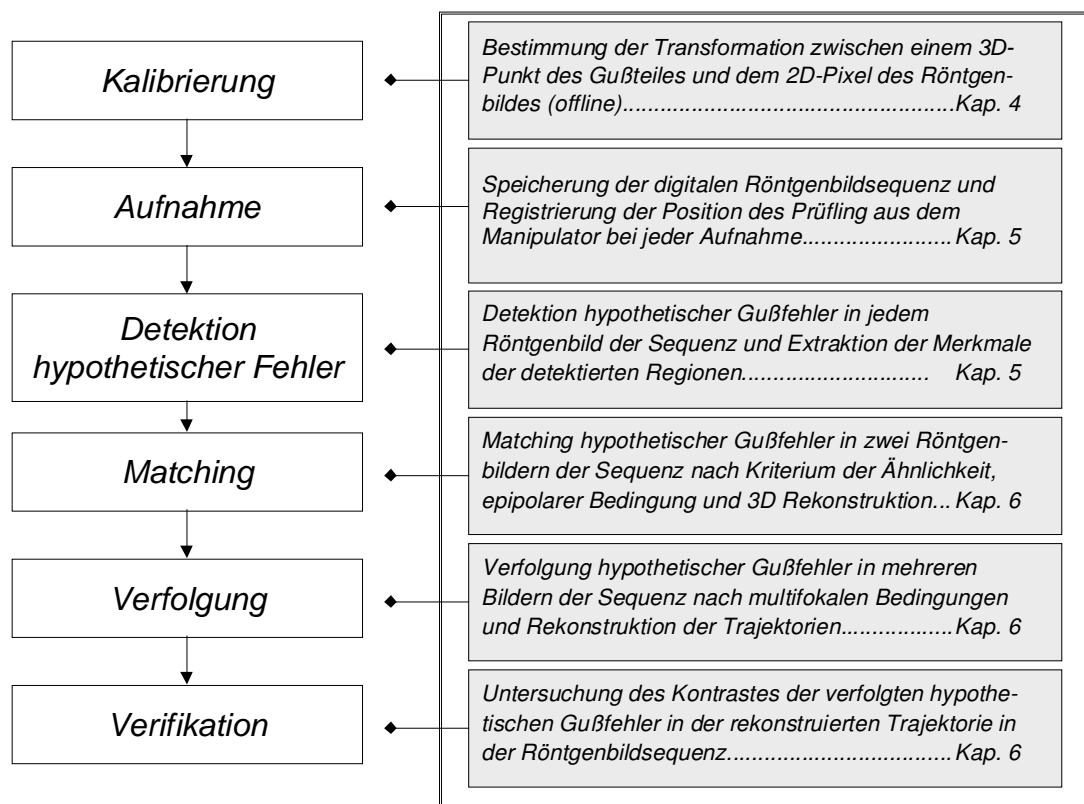 Kalibrierung
Bestimmung der Transformation zwischen einem 3D-
Punkt des Gußteiles und dem 2D-Pixel des Röntgen-
bildes (offline).....................................................Kap. 4
Aufnahme
Speicherung der digitalen Röntgenbildsequenz und
Registrierung der Position des Prüfling aus dem
Manipulator bei jeder Aufnahme........................ Kap. 5
Detektion
hypothetischer Fehler
Detektion hypothetischer Gußfehler in jedem
Röntgenbild der Sequenz und Extraktion der Merkmale
der detektierten Regionen.............................. Kap. 5
Matching
Matching hypothetischer Gußfehler in zwei Röntgen-
bildern der Sequenz nach Kriterium der Ähnlichkeit,
epipolarer Bedingung und 3D Rekonstruktion... Kap. 6
Verfolgung
Verfolgung hypothetischer Gußfehler in mehreren
Bildern der Sequenz nach multifokalen Bedingungen
und Rekonstruktion der Trajektorien..................Kap. 6
Verifikation
Untersuchung des Kontrastes der verfolgten hypothe-
tischen Gußfehler in der rekonstruierten Trajektorie in
der Röntgenbildsequenz.................................... Kap. 6